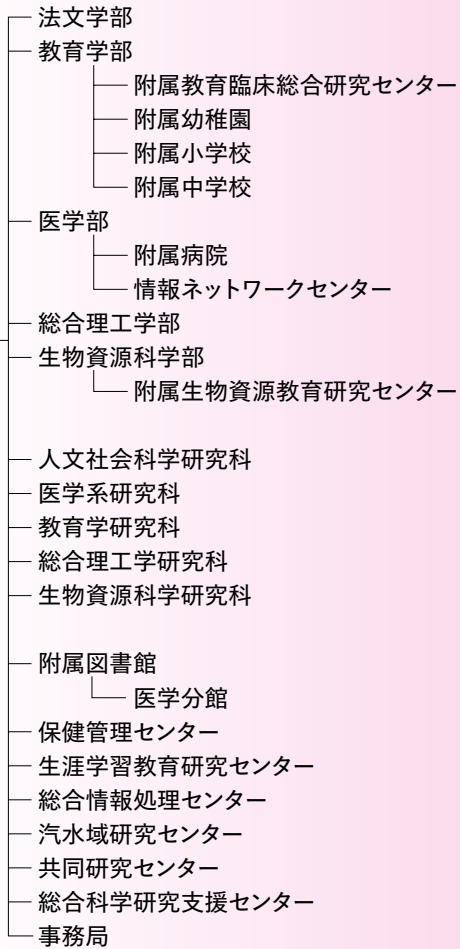 法文学部
教育学部
附属教育臨床総合研究センター
附属幼稚園
附属小学校
附属中学校
医学部
附属病院
情報ネットワークセンター
総合理工学部
生物資源科学部
附属生物資源教育研究センター
人文社会科学研究科
医学系研究科
教育学研究科
総合理工学研究科
生物資源科学研究科
附属図書館
医学分館
保健管理センター
生涯学習教育研究センター
総合情報処理センター
汽水域研究センター
共同研究センター
総合科学研究支援センター
事務局